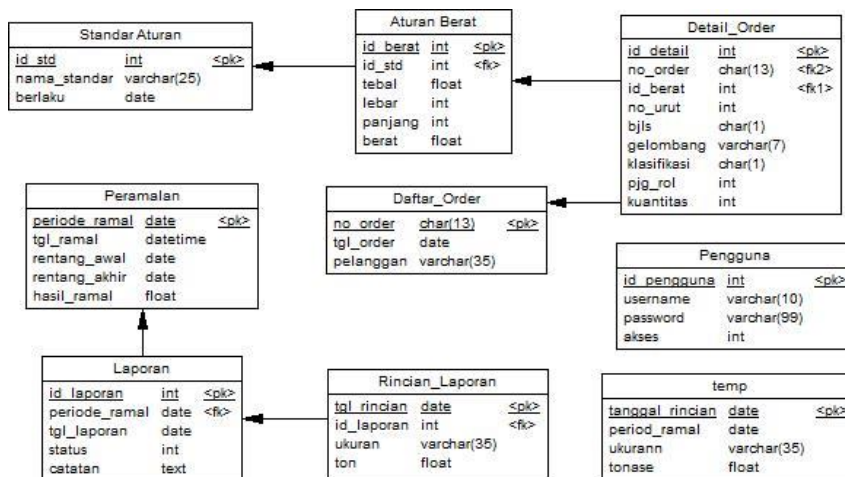 Standar Aturan
id_std int <pk>
nama_standar varchar(25)
berlaku date
Aturan Berat
id_berat int <pk>
id_std int <fk>
tebal float
lebar int
panjang int
berat float
Detail_Order
id_detail int <pk>
no_order char(13) <fk2>
id_berat int <fk1>
no_urut int
bjls char(1)
gelombang varchar(7)
klasifikasi char(1)
pjg_rol int
kuantitas int
Peramalan
periode_ramal date <pk>
tgl_ramal datetime
rentang_awal date
rentang_akhir date
hasil_ramal float
Daftar_Order
no_order char(13) <pk>
tgl_order date
pelanggan varchar(35)
Pengguna
id_pengguna int <pk>
username varchar(10)
password varchar(99)
akses int
Laporan
id_laporan int <pk>
periode_ramal date <fk>
tgl_laporan date
status int
catatan text
Rincian_Laporan
tgl_rincian date <pk>
id_laporan int <fk>
ukuran varchar(35)
ton float
temp
tanggal_rincian date <pk>
period_ramal date
ukurann varchar(35)
tonase float